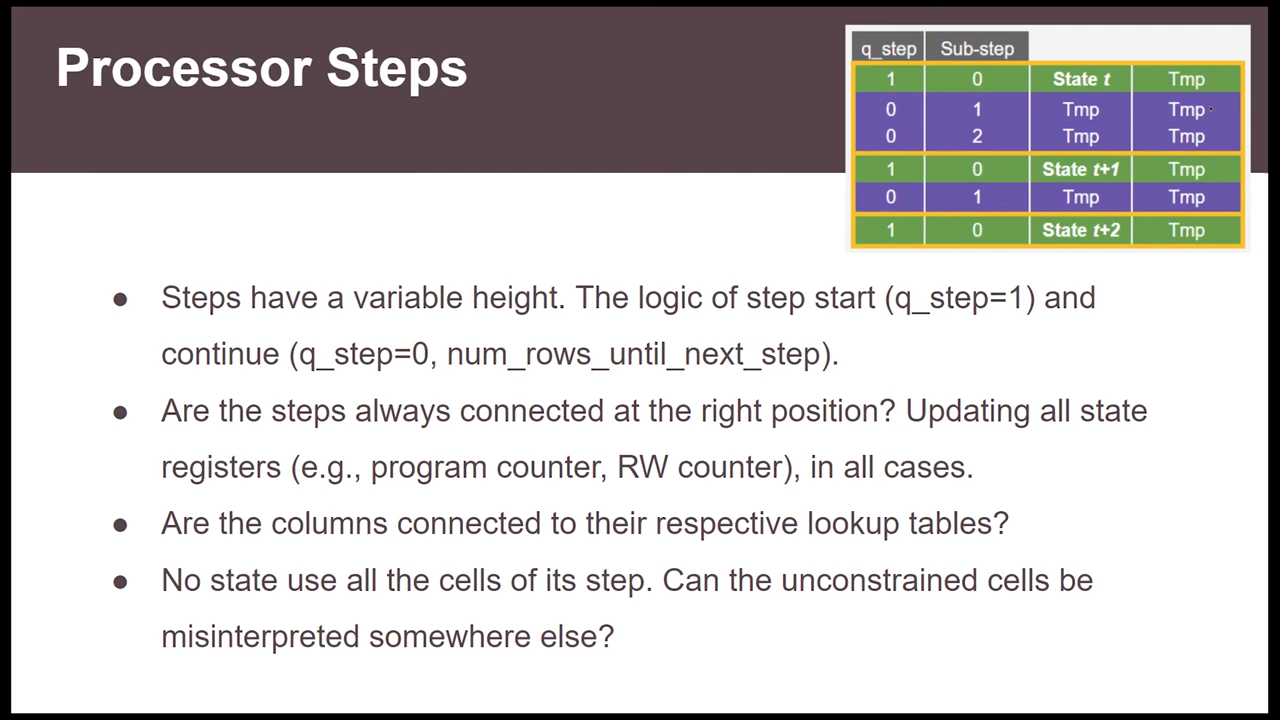 Processor Steps
q_step Sub-step
1 0 State t Tmp
0 1 Tmp Tmp
0 2 Tmp Tmp
1 0 State t+1 Tmp
0 1 Tmp Tmp
1 0 State t+2 Tmp
● Steps have a variable height. The logic of step start (q_step=1) and
continue (q_step=0, num_rows_until_next_step).
● Are the steps always connected at the right position? Updating all state
registers (e.g., program counter, RW counter), in all cases.
● Are the columns connected to their respective lookup tables?
● No state use all the cells of its step. Can the unconstrained cells be
misinterpreted somewhere else?